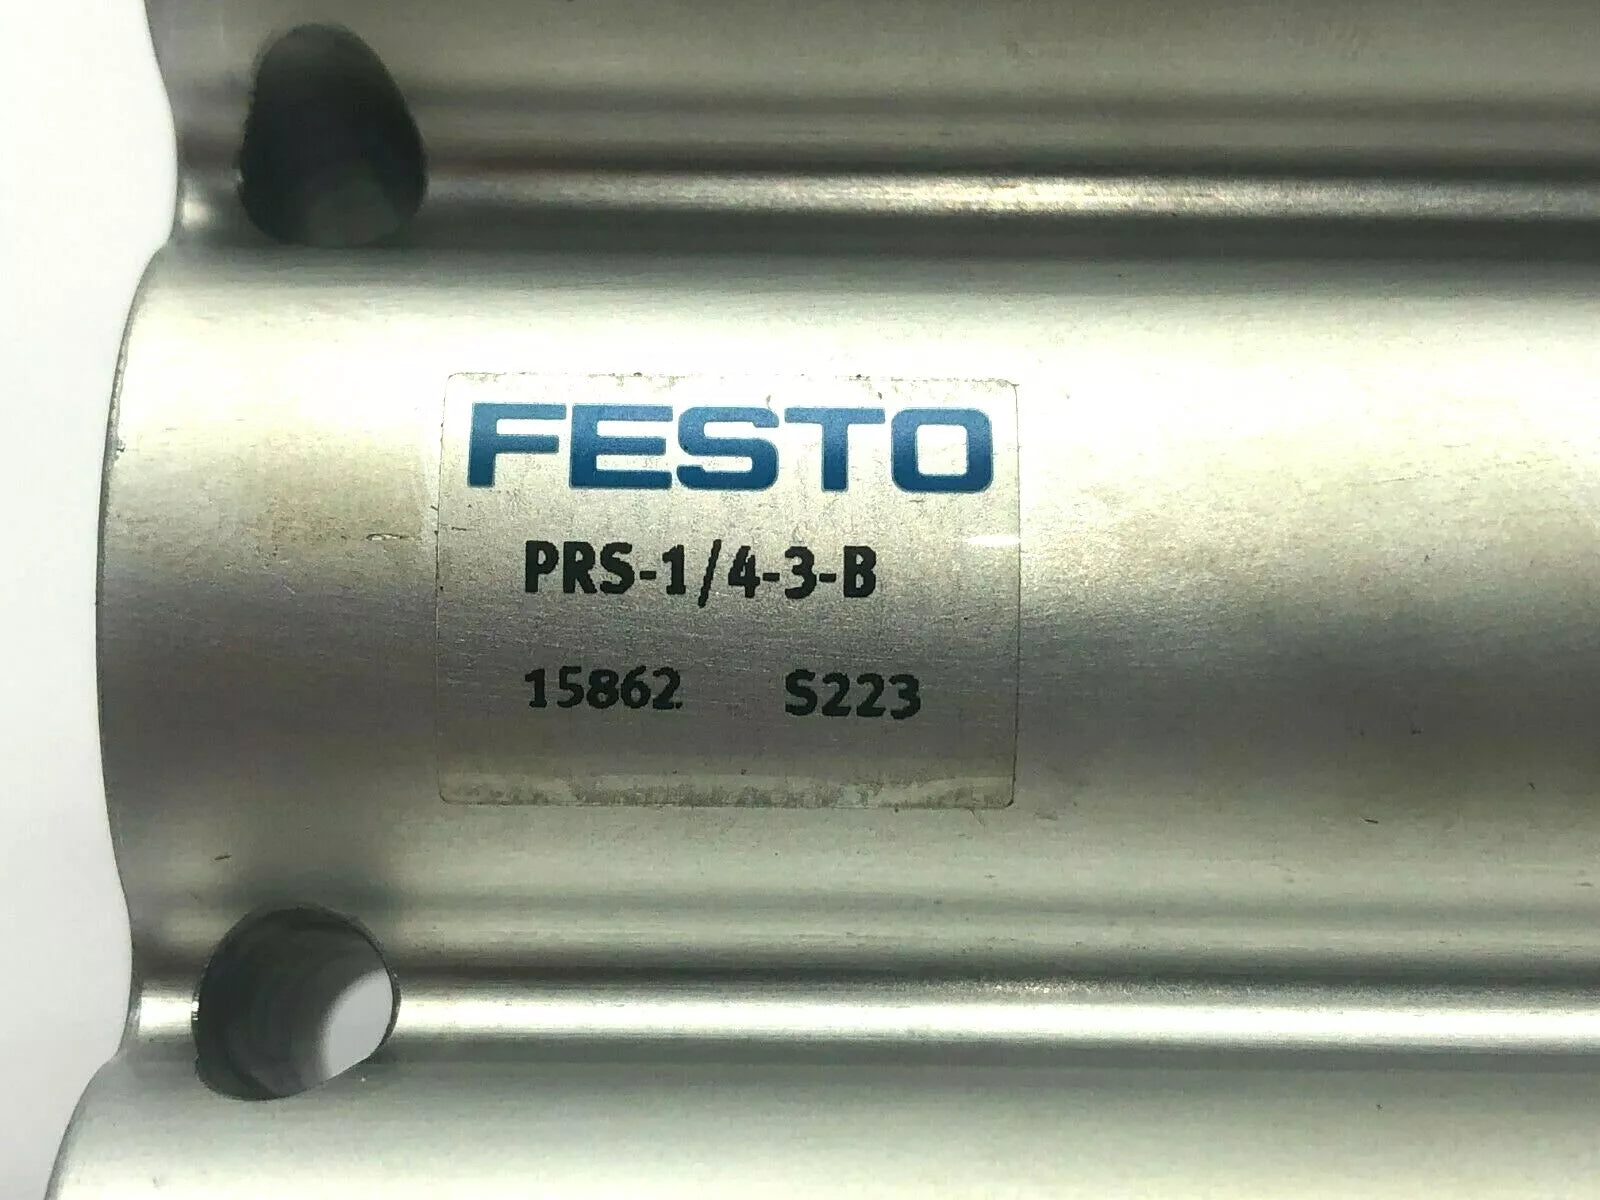 FESTO
PRS-1/4-3-B
15862 S223